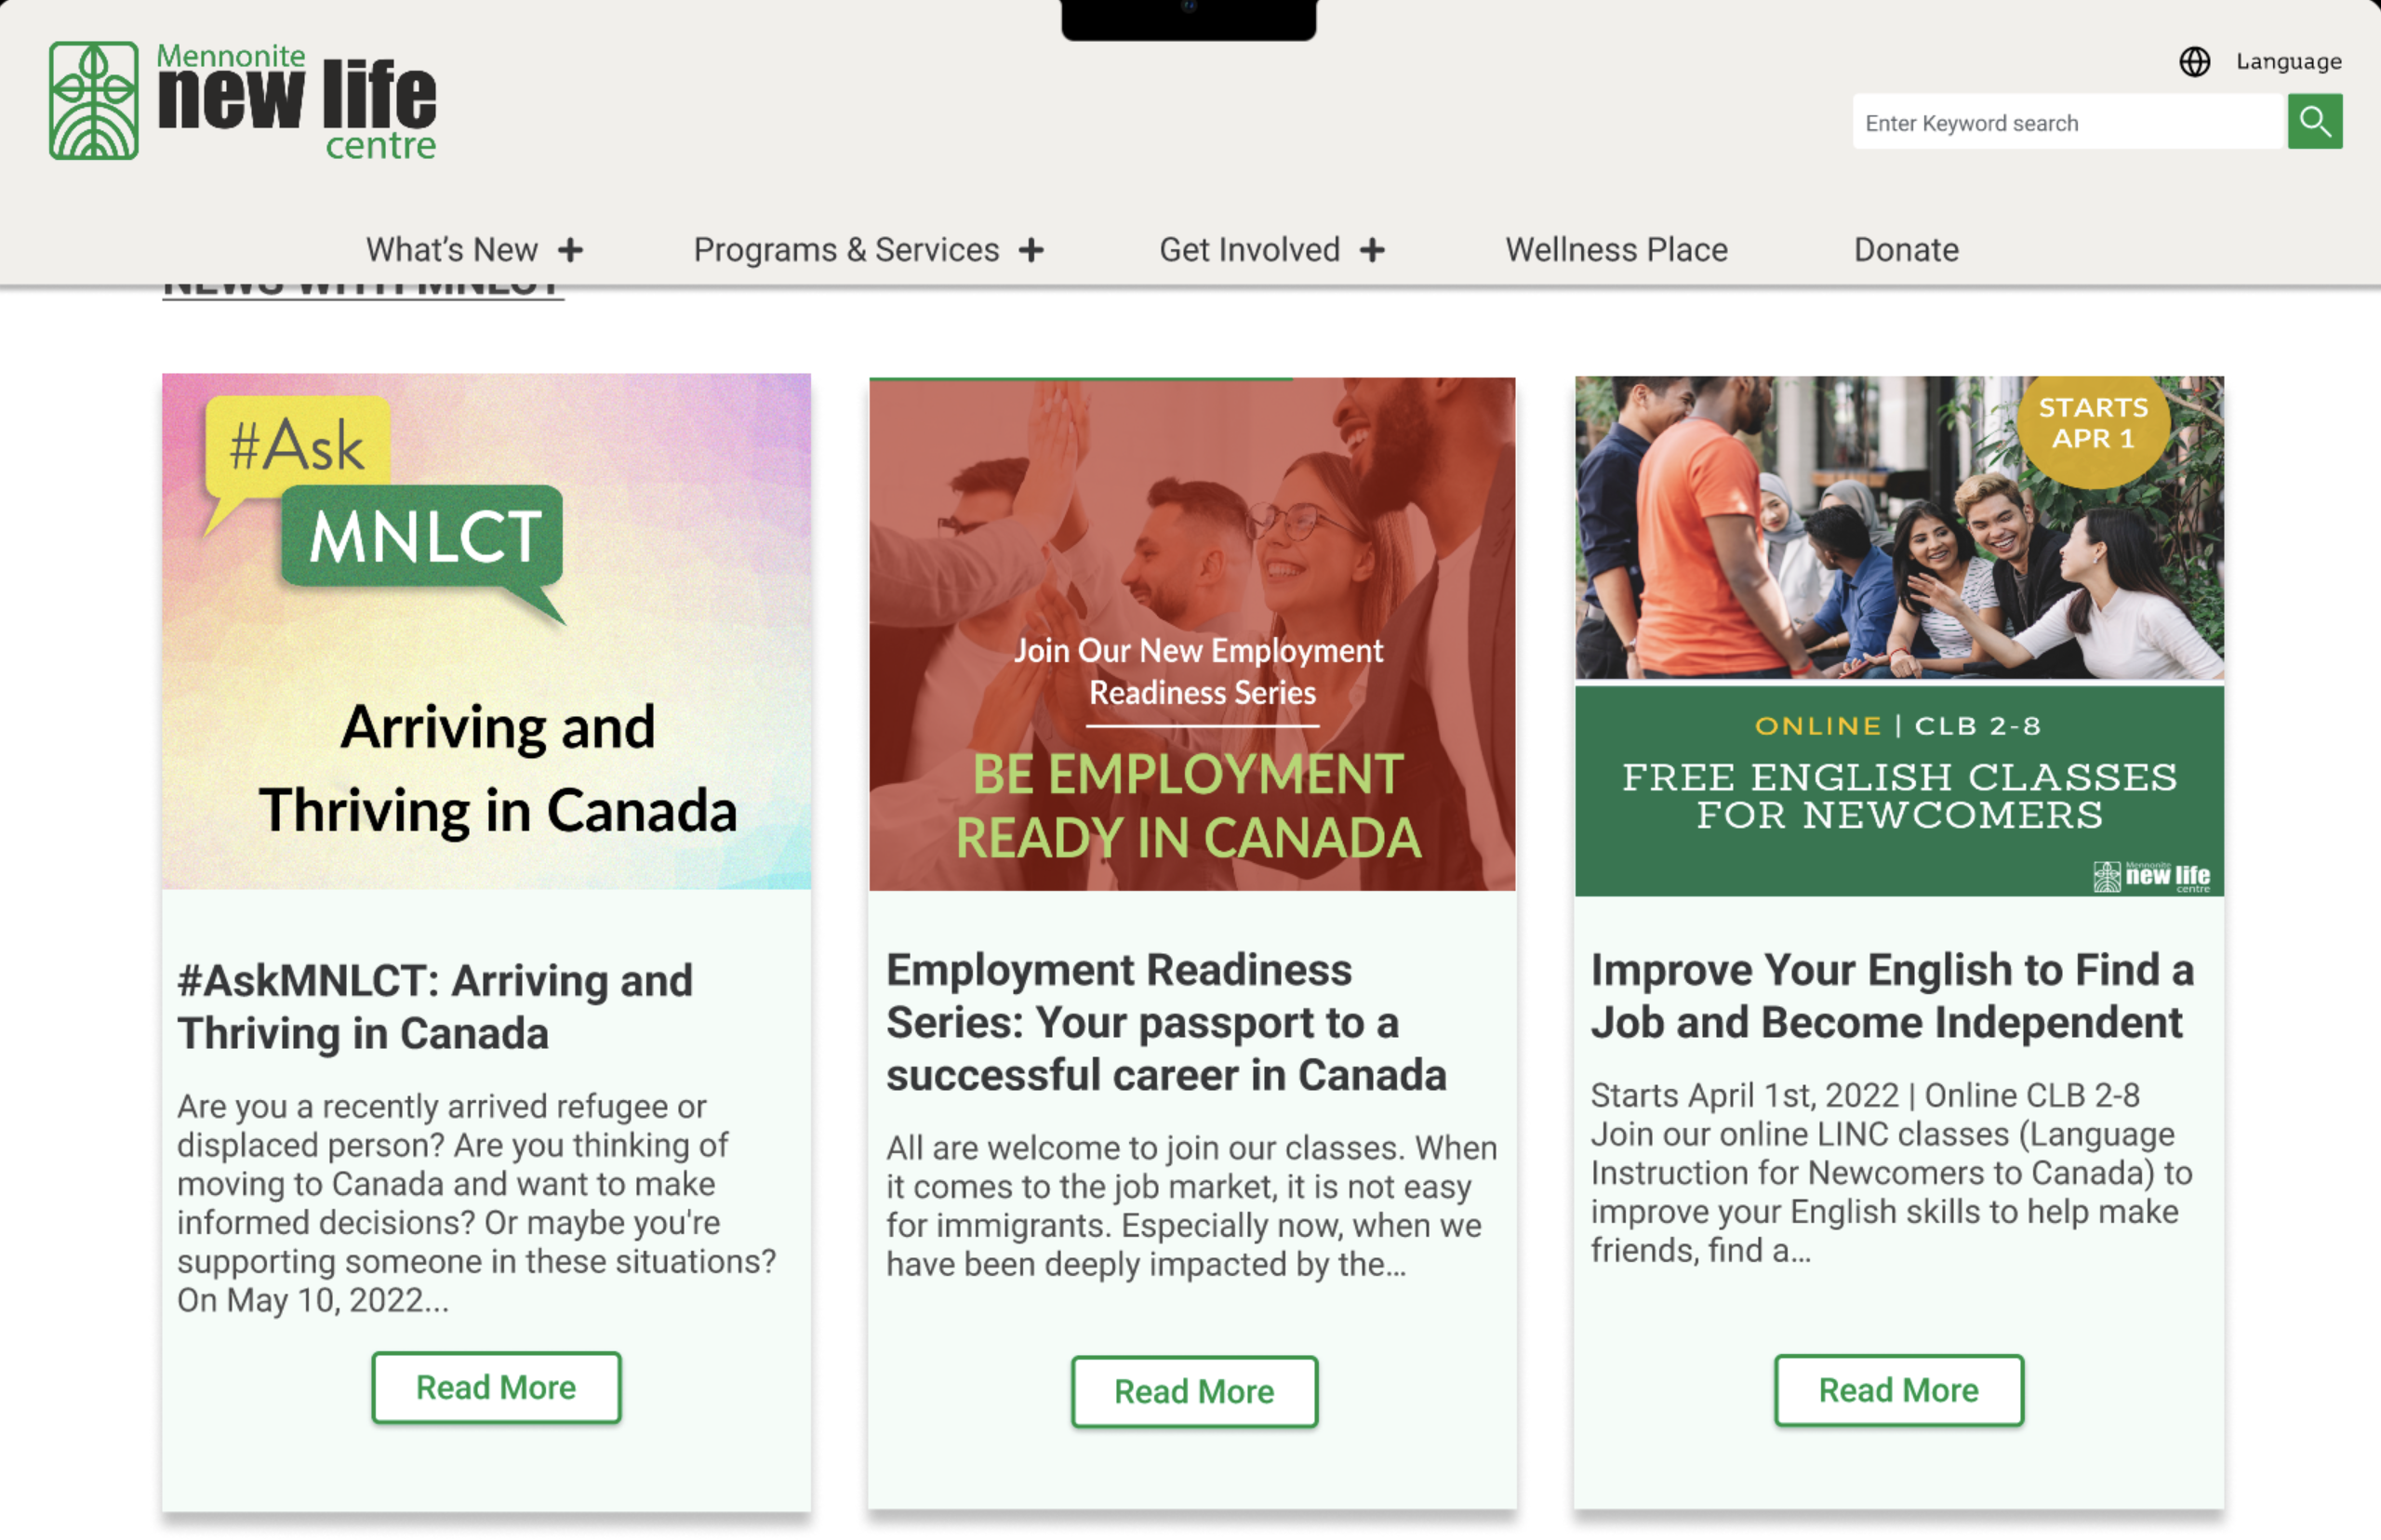 Mennonite
new life
centre
Language
Enter Keyword search
What's New +
Programs & Services +
Get Involved +
Wellness Place
Donate
NEWS WITH MNLCT
#Ask
MNLCT
Arriving and
Thriving in Canada
#AskMNLCT: Arriving and
Thriving in Canada
Are you a recently arrived refugee or
displaced person? Are you thinking of
moving to Canada and want to make
informed decisions? Or maybe you're
supporting someone in these situations?
On May 10, 2022...
Read More
Join Our New Employment
Readiness Series
BE EMPLOYMENT
READY IN CANADA
Employment Readiness
Series: Your passport to a
successful career in Canada
All are welcome to join our classes. When
it comes to the job market, it is not easy
for immigrants. Especially now, when we
have been deeply impacted by the...
Read More
STARTS
APR 1
ONLINE | CLB 2-8
FREE ENGLISH CLASSES
FOR NEWCOMERS
Mennonite
new life
centre
Improve Your English to Find a
Job and Become Independent
Starts April 1st, 2022 | Online CLB 2-8
Join our online LINC classes (Language
Instruction for Newcomers to Canada) to
improve your English skills to help make
friends, find a...
Read More